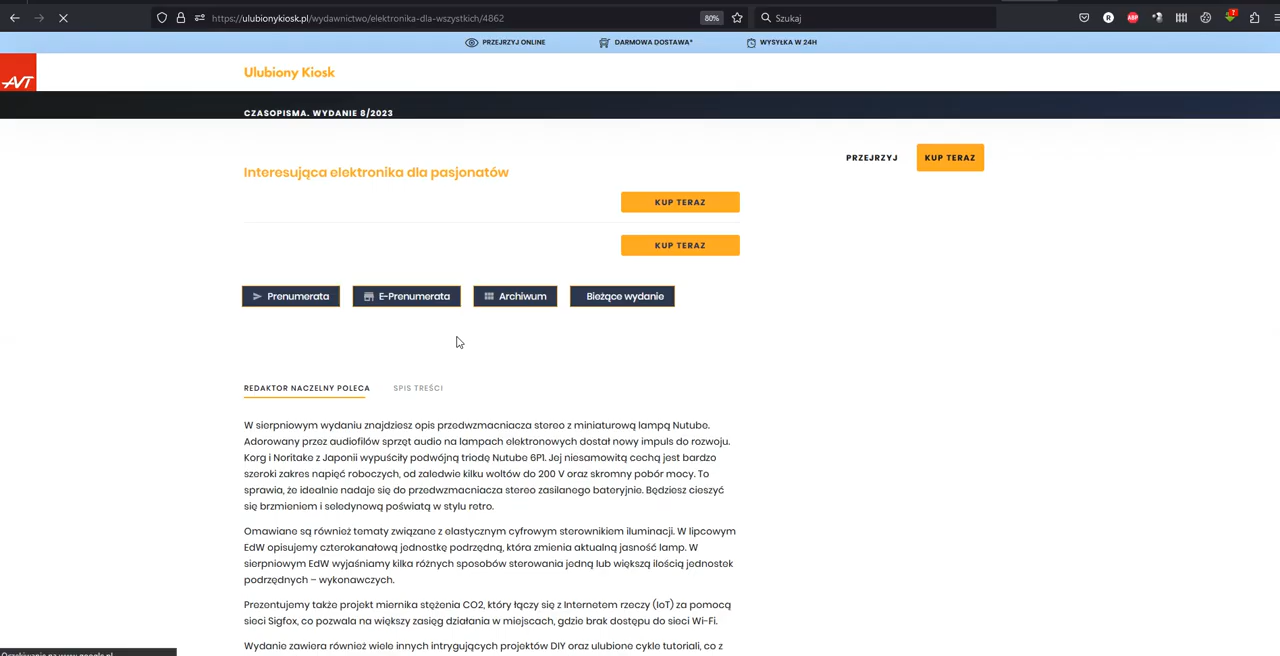 https://ulubionykiosk.pl/wydawnictwo/elektronika-dla-wszystkich/4862
80%
Szukaj
PRZEJRZYJ ONLINE
DARMOWA DOSTAWA*
WYSYŁKA W 24H
AVT
Ulubiony Kiosk
CZASOPISMA. WYDANIE 8/2023
PRZEJRZYJ
KUP TERAZ
Interesująca elektronika dla pasjonatów
KUP TERAZ
KUP TERAZ
Prenumerata
E-Prenumerata
Archiwum
Bieżące wydanie
REDAKTOR NACZELNY POLECA
SPIS TREŚCI
W sierpniowym wydaniu znajdziesz opis przedwzmacniacza stereo z miniaturową lampą Nutube.
Adorowany przez audiofilów sprzęt audio na lampach elektronowych dostał nowy impuls do rozwoju.
Korg i Noritake z Japonii wypuściły podwójną triodę Nutube 6P1. Jej niesamowitą cechą jest bardzo
szeroki zakres napięć roboczych, od zaledwie kilku woltów do 200 V oraz skromny pobór mocy. To
sprawia, że idealnie nadaje się do przedwzmacniacza stereo zasilanego bateryjnie. Będziesz cieszyć
się brzmieniem i seledynową poświatą w stylu retro.
Omawiane są również tematy związane z elastycznym cyfrowym sterownikiem iluminacji. W lipcowym
EdW opisujemy czterokanałową jednostkę podrzędną, która zmienia aktualną jasność lamp. W
sierpniowym EdW wyjaśniamy kilka różnych sposobów sterowania jedną lub większą ilością jednostek
podrzędnych – wykonawczych.
Prezentujemy także projekt miernika stężenia CO2, który łączy się z Internetem rzeczy (IoT) za pomocą
sieci Sigfox, co pozwala na większy zasięg działania w miejscach, gdzie brak dostępu do sieci Wi-Fi.
Wydanie zawiera również wiele innych intrygujących projektów DIY oraz ulubione cykle tutoriali, co z